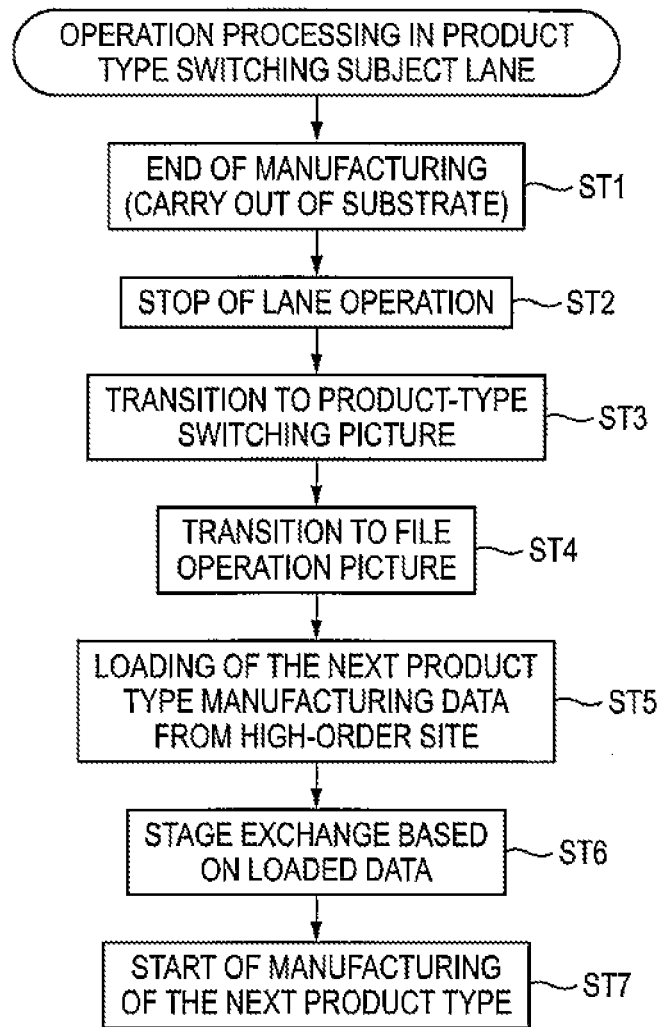 OPERATION PROCESSING IN PRODUCT
TYPE SWITCHING SUBJECT LANE
END OF MANUFACTURING
(CARRY OUT OF SUBSTRATE)
ST1
STOP OF LANE OPERATION
ST2
TRANSITION TO PRODUCT-TYPE
SWITCHING PICTURE
ST3
TRANSITION TO FILE
OPERATION PICTURE
ST4
LOADING OF THE NEXT PRODUCT
TYPE MANUFACTURING DATA
FROM HIGH-ORDER SITE
ST5
STAGE EXCHANGE BASED
ON LOADED DATA
ST6
START OF MANUFACTURING
OF THE NEXT PRODUCT TYPE
ST7